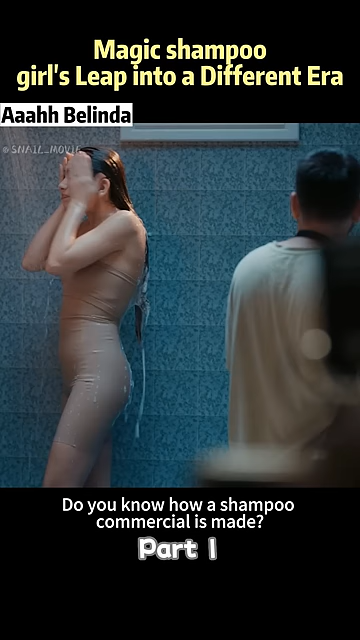 Magic shampoo
girl's Leap into a Different Era
Aaahh Belinda
@SNAIL_MOVIE
Do you know how a shampoo
commercial is made?
Part 1